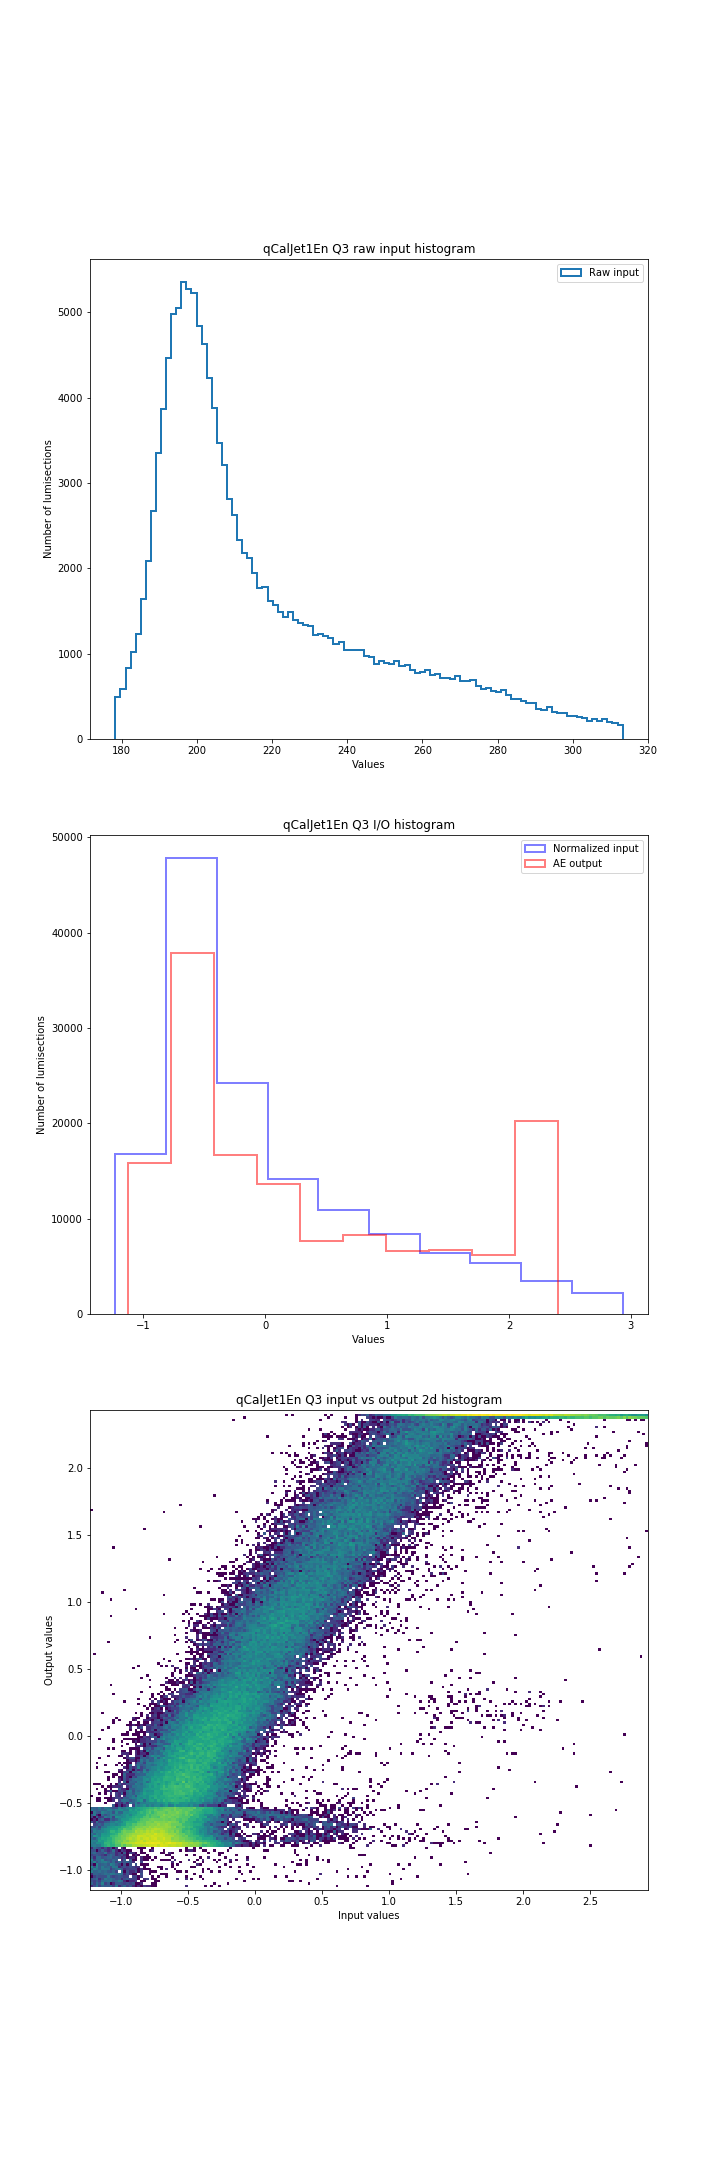 qCalJet1En Q3 raw input histogram
Raw input
5000
4000
3000
2000
1000
0
Number of lumisections
180 200 220 240 260 280 300 320
Values
qCalJet1En Q3 I/O histogram
Normalized input
AE output
50000
40000
30000
20000
10000
0
Number of lumisections
−1 0 1 2 3
Values
qCalJet1En Q3 input vs output 2d histogram
2.0
1.5
1.0
0.5
0.0
−0.5
−1.0
Output values
−1.0 −0.5 0.0 0.5 1.0 1.5 2.0 2.5
Input values